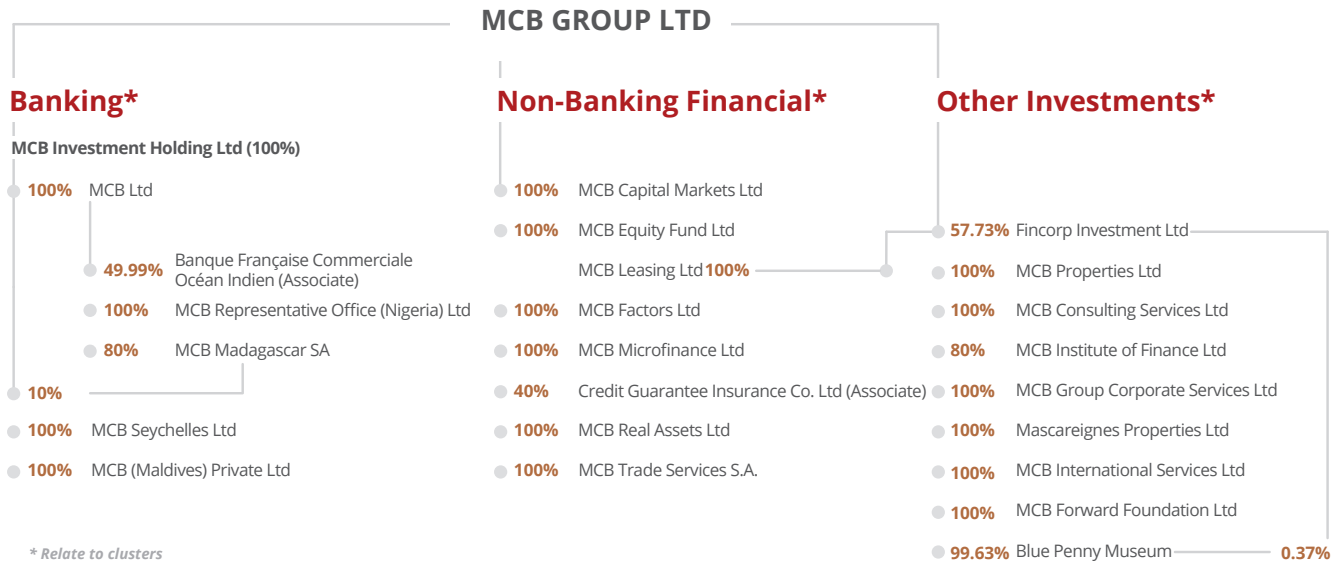 MCB GROUP LTD
Banking*
MCB Investment Holding Ltd (100%)
100% MCB Ltd
49.99% Banque Française Commerciale
Océan Indien (Associate)
100% MCB Representative Office (Nigeria) Ltd
80% MCB Madagascar SA
10%
100% MCB Seychelles Ltd
100% MCB (Maldives) Private Ltd
* Relate to clusters
Non-Banking Financial*
100% MCB Capital Markets Ltd
100% MCB Equity Fund Ltd
MCB Leasing Ltd 100%
100% MCB Factors Ltd
100% MCB Microfinance Ltd
40% Credit Guarantee Insurance Co. Ltd (Associate)
100% MCB Real Assets Ltd
100% MCB Trade Services S.A.
Other Investments*
57.73% Fincorp Investment Ltd
100% MCB Properties Ltd
100% MCB Consulting Services Ltd
80% MCB Institute of Finance Ltd
100% MCB Group Corporate Services Ltd
100% Mascareignes Properties Ltd
100% MCB International Services Ltd
100% MCB Forward Foundation Ltd
99.63% Blue Penny Museum 0.37%